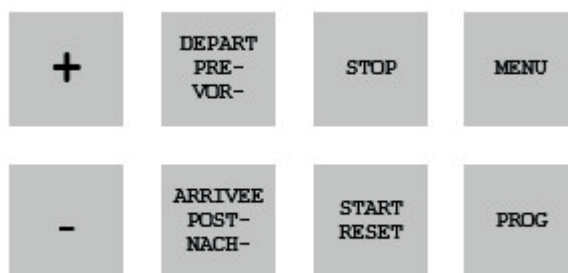 +
DEPART
PRE-
VOR-
STOP
MENU
-
ARRIVEE
POST-
NACH-
START
RESET
PROG